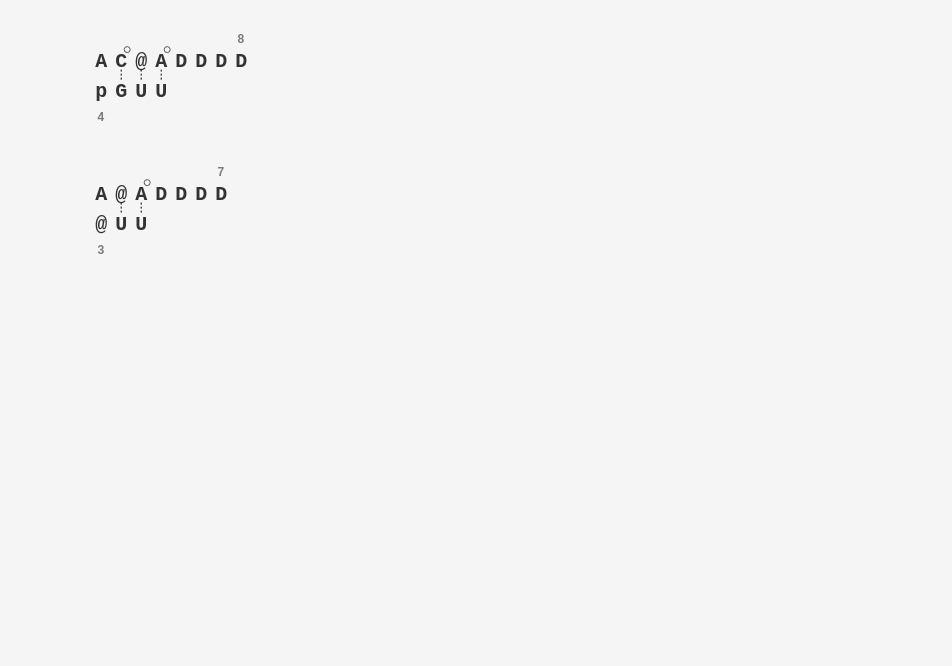 8
A C @ A D D D D
p G U U
4
7
A @ A D D D D
@ U U
3